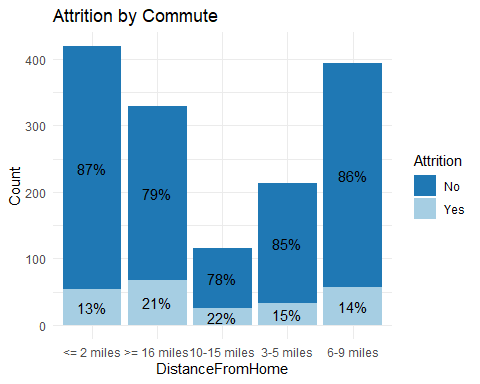 Attrition by Commute
400
300
200
100
0
Count
87%
13%
79%
21%
78%
22%
85%
15%
86%
14%
<= 2 miles >= 16 miles 10-15 miles 3-5 miles 6-9 miles
DistanceFromHome
Attrition
No
Yes